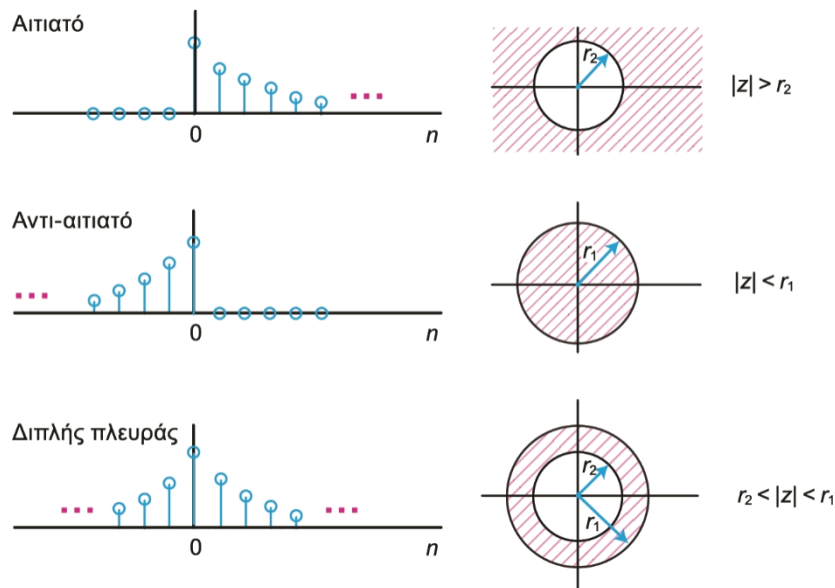 Αιτιατό
r₂
|z| > r₂
0
n
Αντι-αιτιατό
r₁
|z| < r₁
0
n
Διπλής πλευράς
r₂
r₁
r₂ < |z| < r₁
0
n